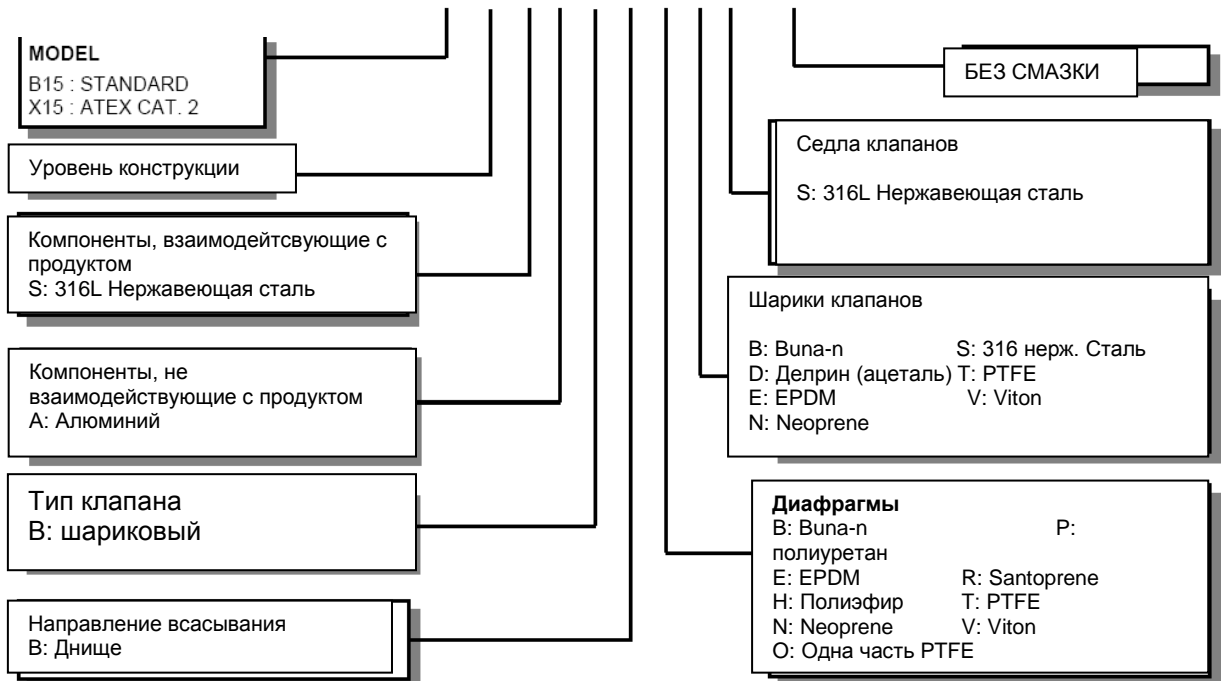 MODEL
B15 : STANDARD
X15 : ATEX CAT. 2
Уровень конструкции
Компоненты, взаимодейтсвующие с
продуктом
S: 316L Нержавеющая сталь
Компоненты, не
взаимодействующие с продуктом
A: Алюминий
Тип клапана
B: шариковый
Направление всасывания
B: Днище
БЕЗ СМАЗКИ
Седла клапанов
S: 316L Нержавеющая сталь
Шарики клапанов
B: Buna-n S: 316 нерж. Сталь
D: Делрин (ацеталь) T: PTFE
E: EPDM V: Viton
N: Neoprene
Диафрагмы
B: Buna-n P:
полиуретан
E: EPDM R: Santoprene
H: Полиэфир T: PTFE
N: Neoprene V: Viton
O: Одна часть PTFE